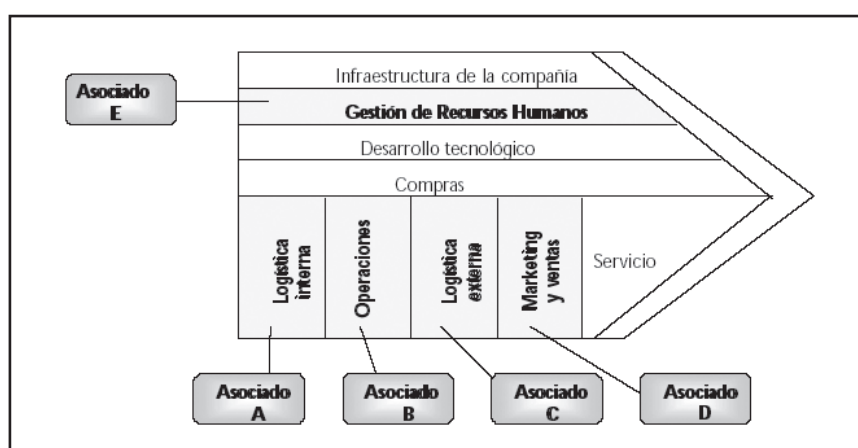 Infraestructura de la compañía
Asociado
E
Gestión de Recursos Humanos
Desarrollo tecnológico
Compras
Logística
interna
Operaciones
Logística
externa
Marketing
y ventas
Servicio
Asociado
A
Asociado
B
Asociado
C
Asociado
D